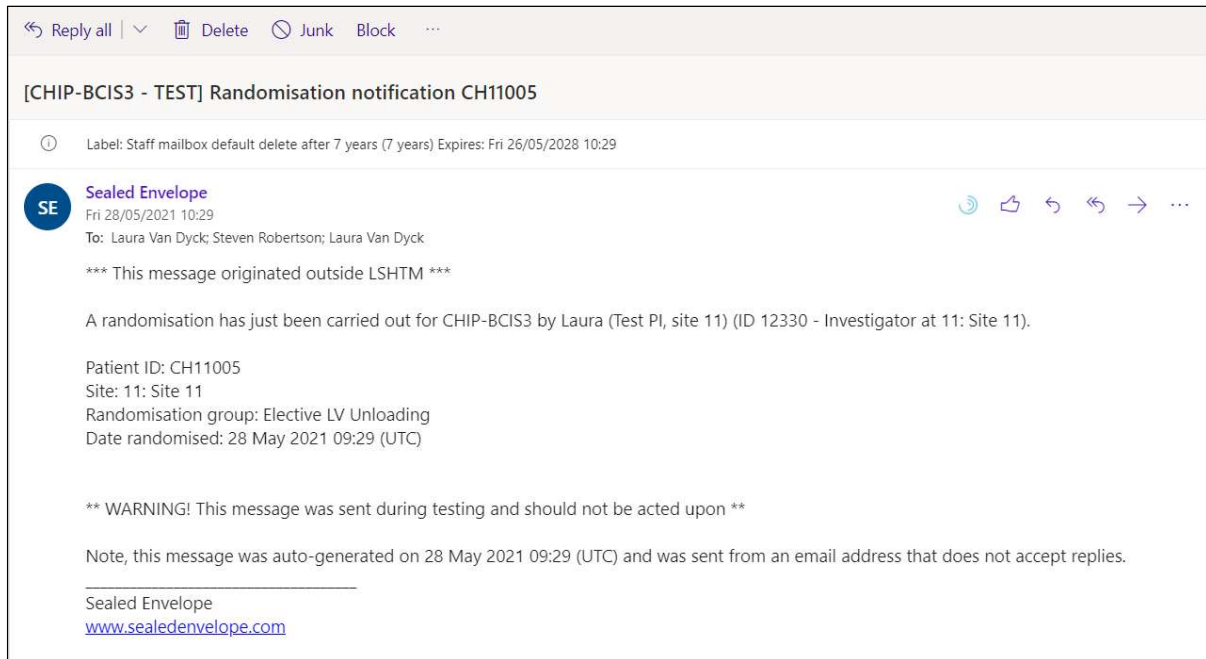 Reply all Delete Junk Block ...
[CHIP-BCIS3 - TEST] Randomisation notification CH11005
Label: Staff mailbox default delete after 7 years (7 years) Expires: Fri 26/05/2028 10:29
SE
Sealed Envelope
Fri 28/05/2021 10:29
To: Laura Van Dyck; Steven Robertson; Laura Van Dyck
*** This message originated outside LSHTM ***
A randomisation has just been carried out for CHIP-BCIS3 by Laura (Test PI, site 11) (ID 12330 - Investigator at 11: Site 11).
Patient ID: CH11005
Site: 11: Site 11
Randomisation group: Elective LV Unloading
Date randomised: 28 May 2021 09:29 (UTC)
** WARNING! This message was sent during testing and should not be acted upon **
Note, this message was auto-generated on 28 May 2021 09:29 (UTC) and was sent from an email address that does not accept replies.
Sealed Envelope
www.sealedenvelope.com